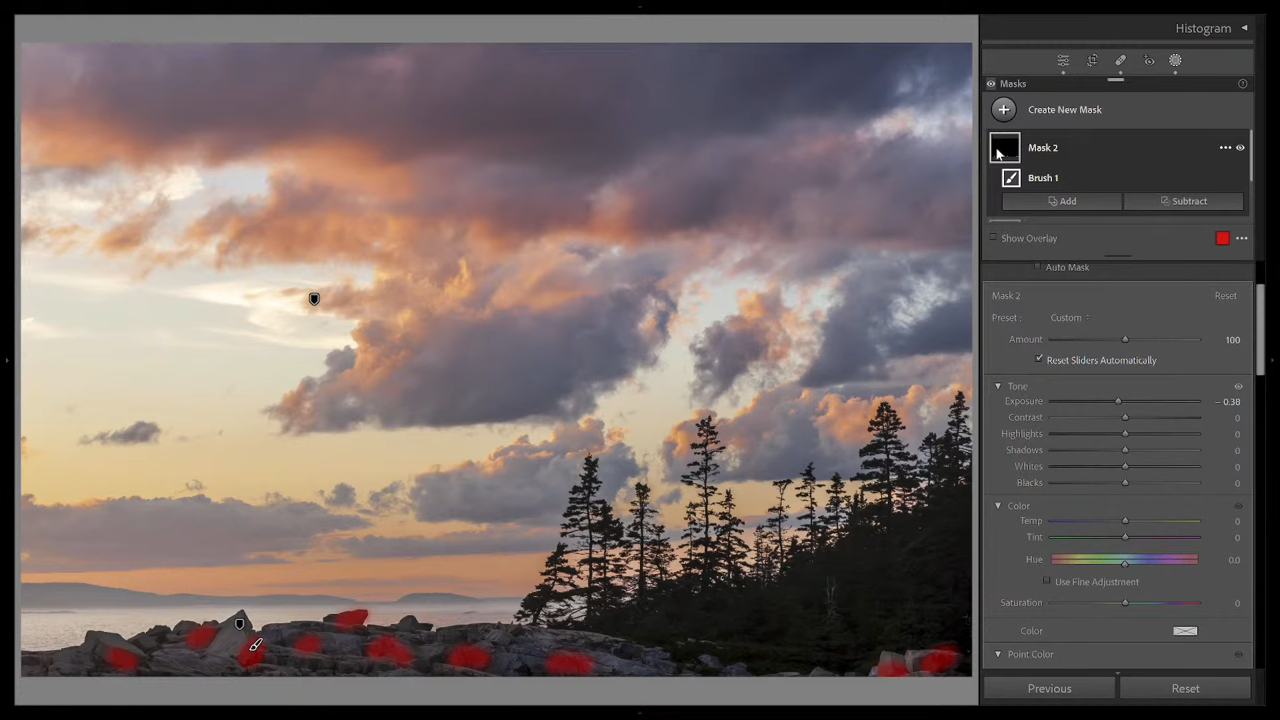 Histogram
Masks
Create New Mask
Mask 2
Brush 1
Add Subtract
Show Overlay
Auto Mask
Mask 2 Reset
Preset : Custom
Amount 100
Reset Sliders Automatically
Tone
Exposure – 0.38
Contrast 0
Highlights 0
Shadows 0
Whites 0
Blacks 0
Color
Temp 0
Tint 0
Hue 0.0
Use Fine Adjustment
Saturation 0
Color
Point Color
Previous Reset